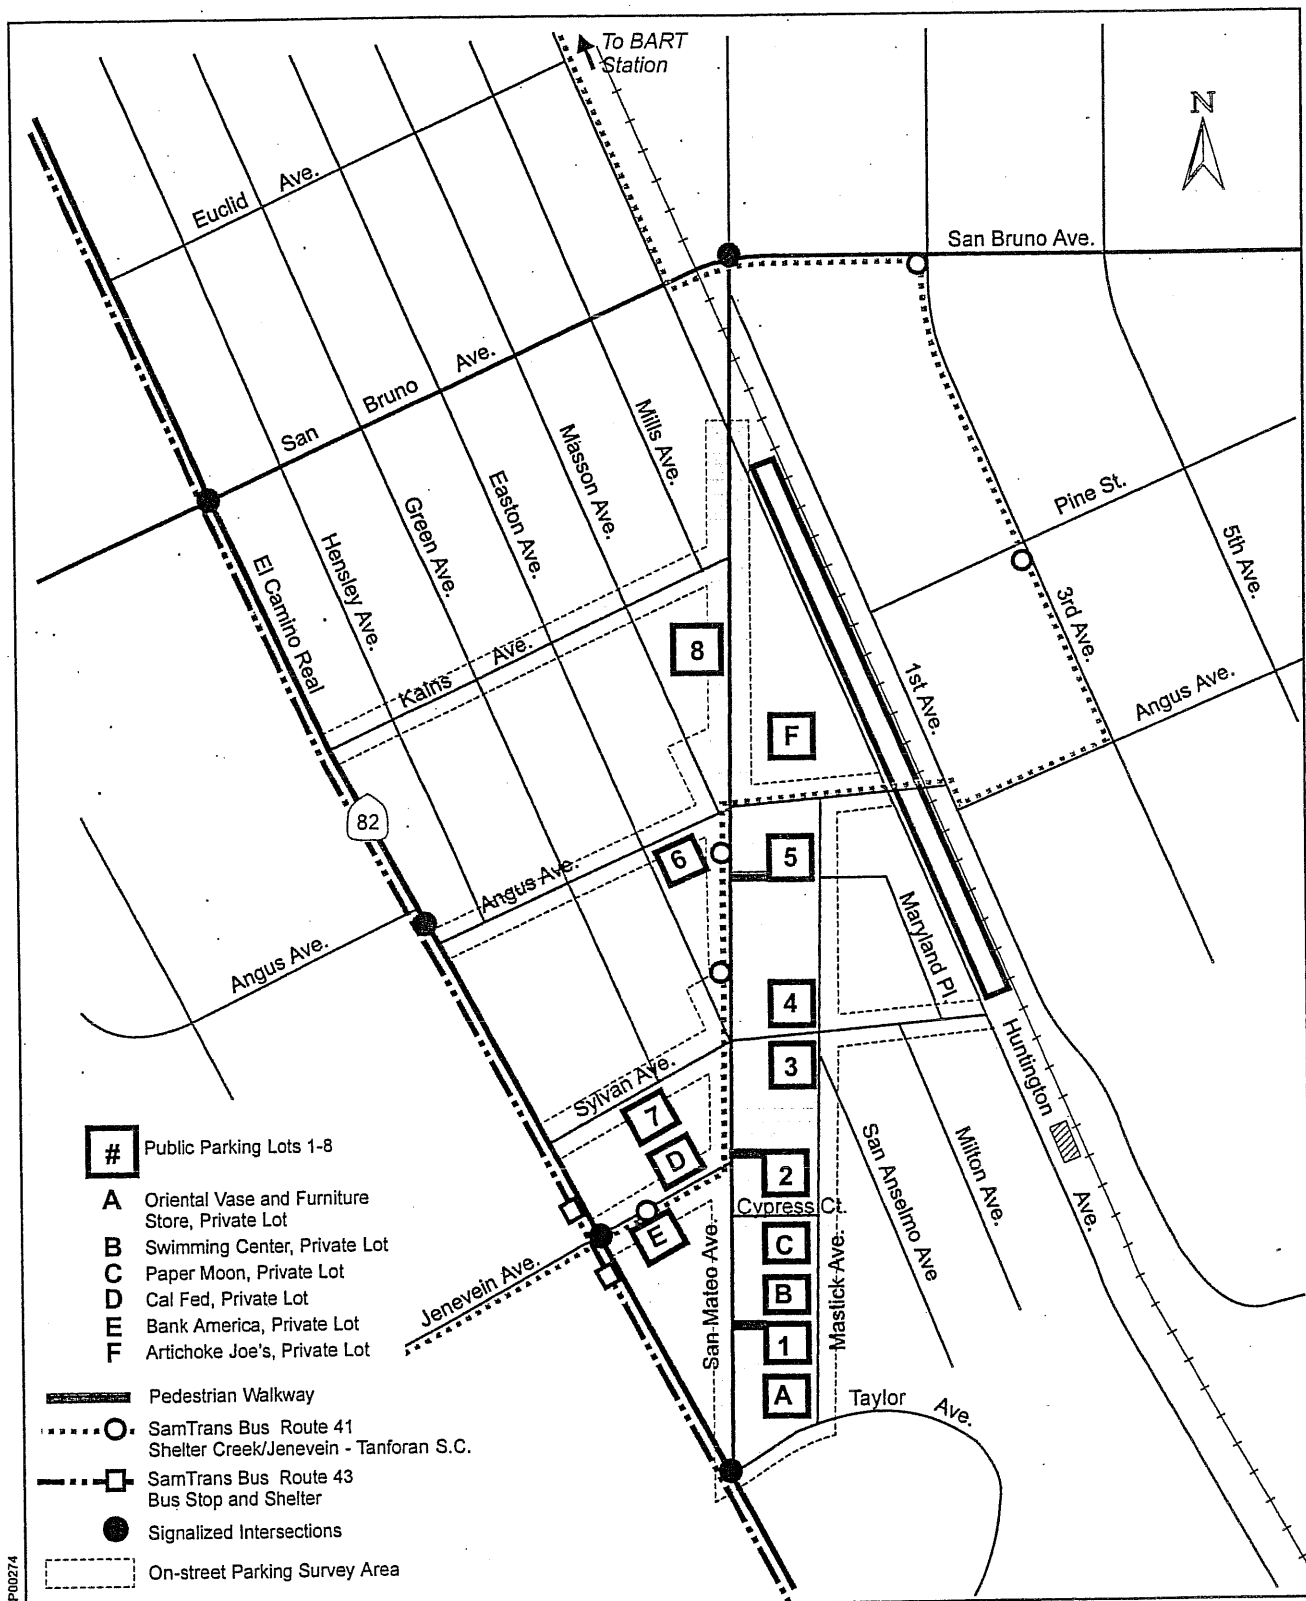 To BART
Station
N
Euclid Ave.
San Bruno Ave.
San Bruno Ave.
Mills Ave.
Masson Ave.
Easton Ave.
Green Ave.
Hensley Ave.
El Camino Real
Pine St.
5th Ave.
3rd Ave.
1st Ave.
Angus Ave.
Kains Ave.
8
F
82
6
5
Angus Ave.
Angus Ave.
Maryland Pl
4
3
Huntington Ave.
Sylvan Ave.
7
D
2
Cypress Ct.
E
C
B
1
A
San Mateo Ave.
Mastick Ave.
San Anselmo Ave
Milton Ave.
Jenevein Ave.
Taylor Ave.
# Public Parking Lots 1-8
A Oriental Vase and Furniture
Store, Private Lot
B Swimming Center, Private Lot
C Paper Moon, Private Lot
D Cal Fed, Private Lot
E Bank America, Private Lot
F Artichoke Joe's, Private Lot
Pedestrian Walkway
SamTrans Bus Route 41
Shelter Creek/Jenevein - Tanforan S.C.
SamTrans Bus Route 43
Bus Stop and Shelter
Signalized Intersections
On-street Parking Survey Area
P00274